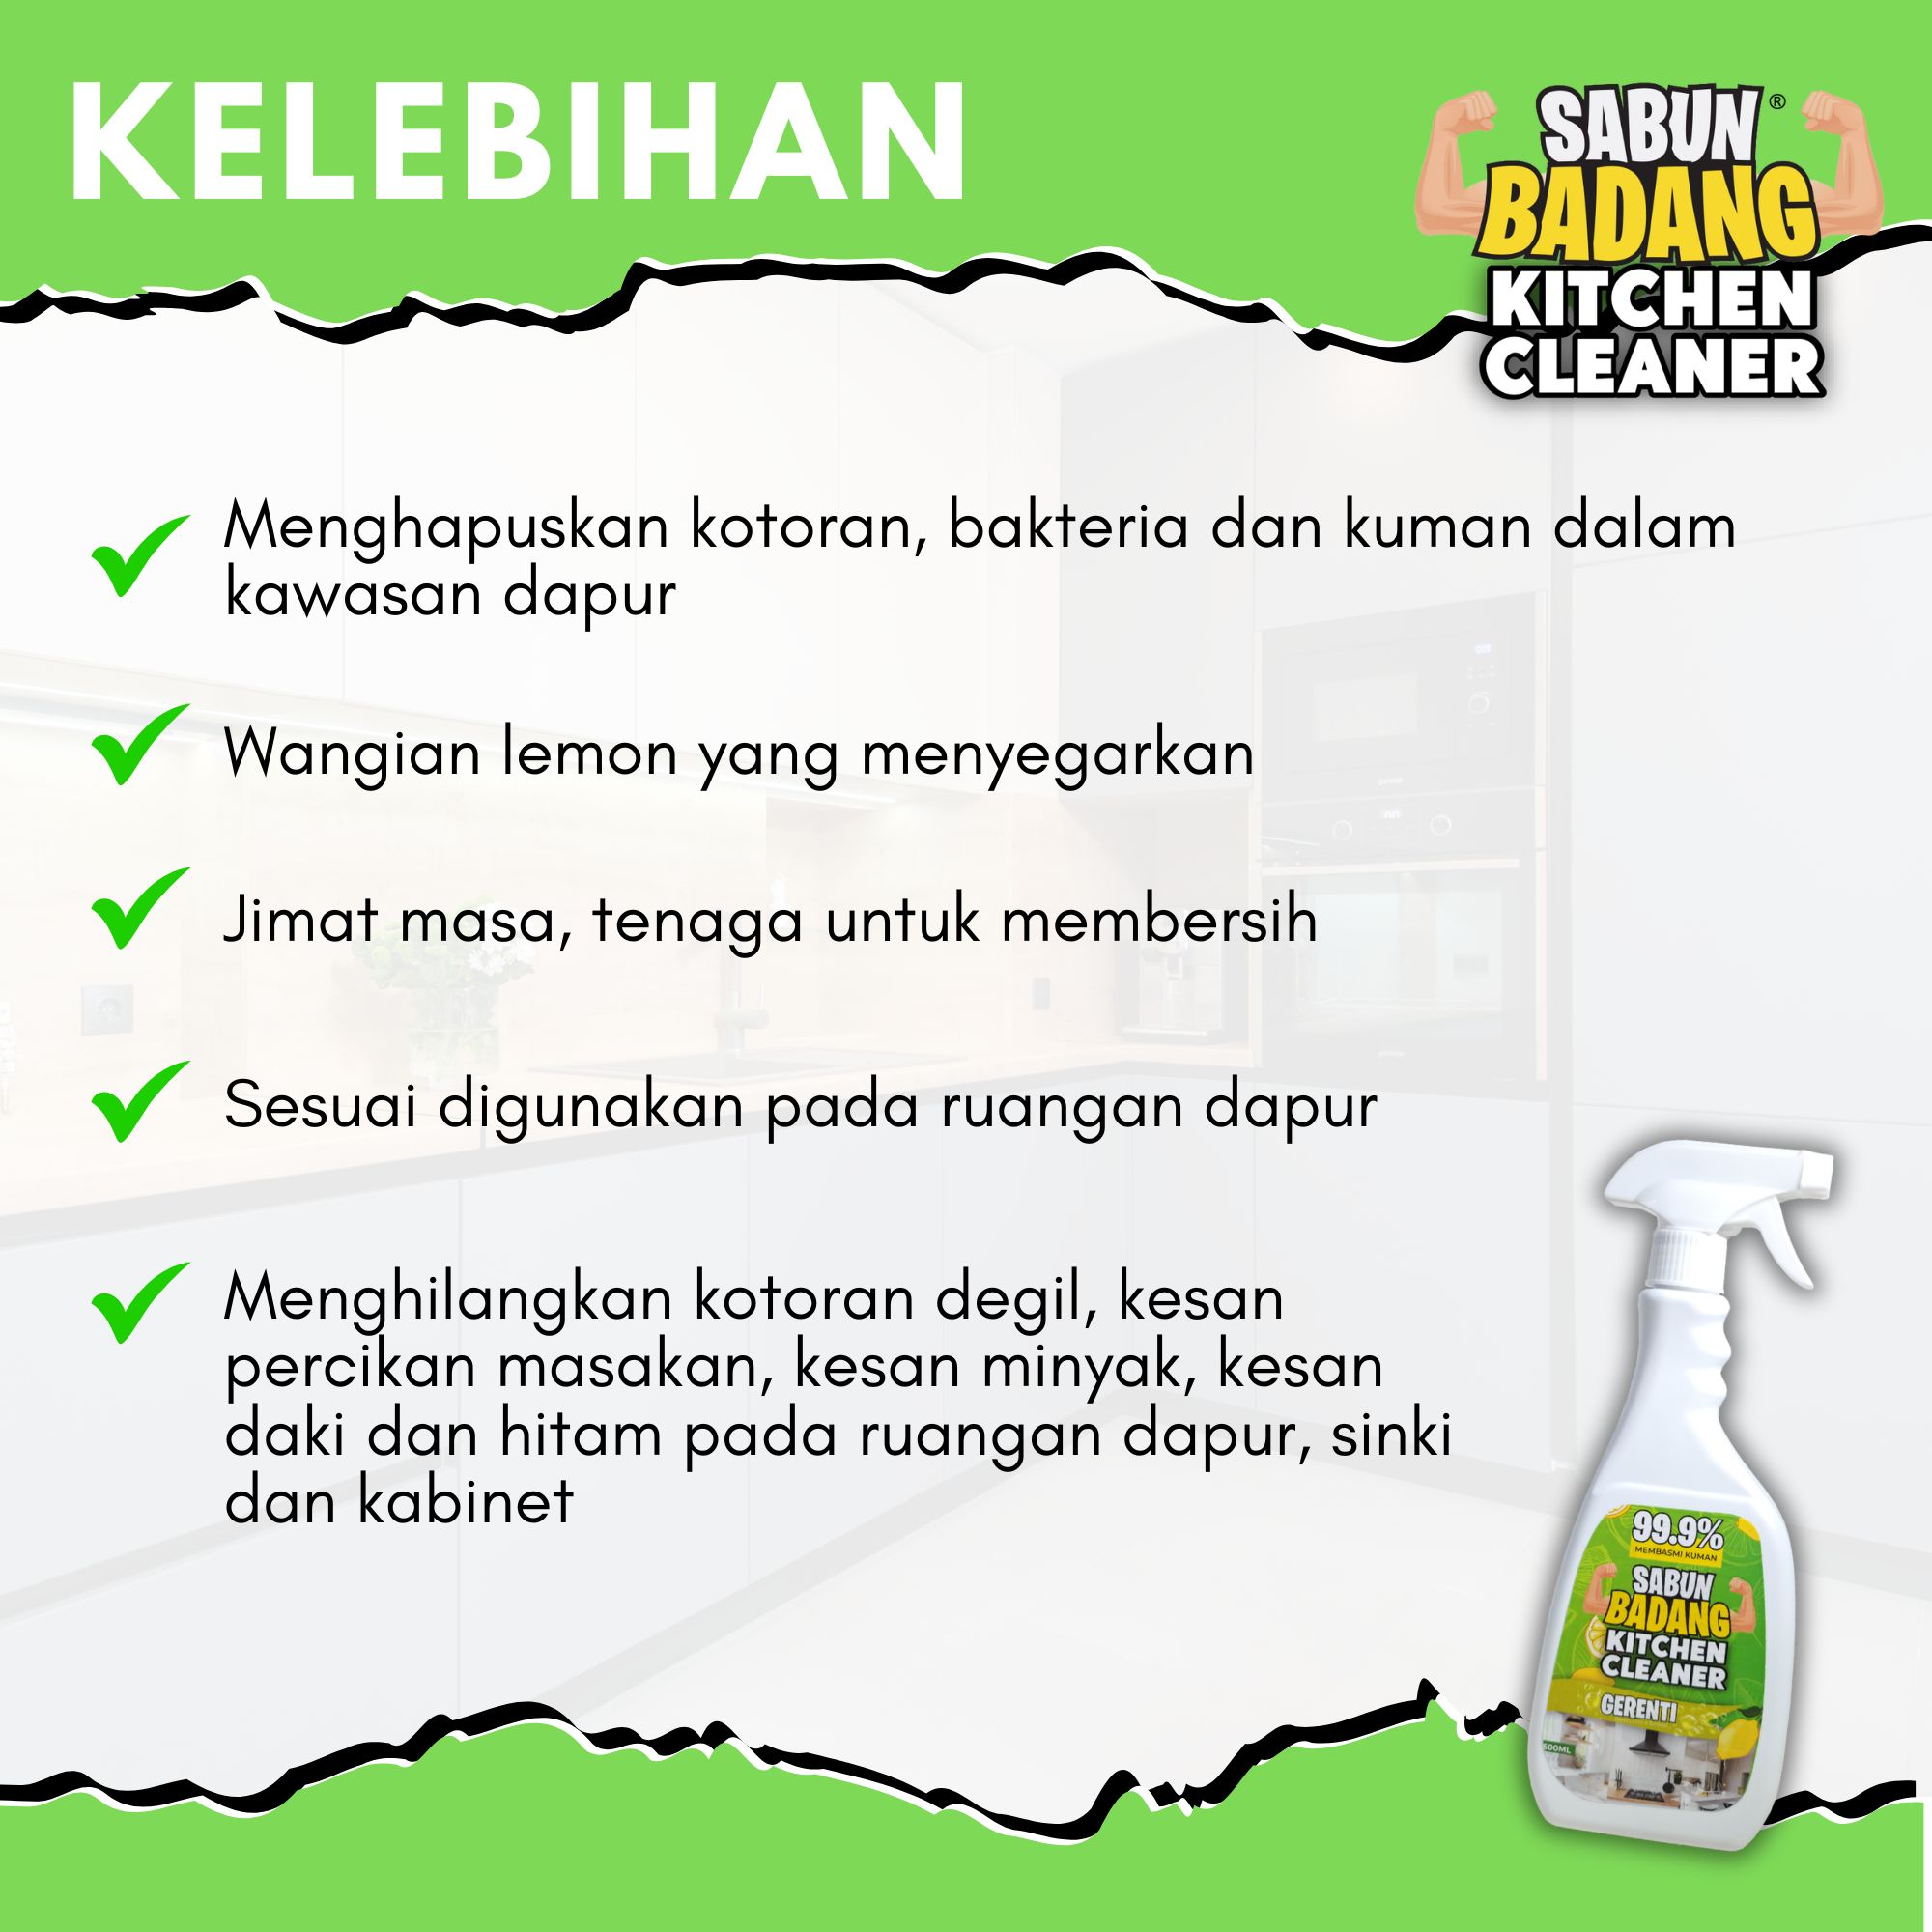 KELEBIHAN
SABUN®
BADANG
KITCHEN
CLEANER
Menghapuskan kotoran, bakteria dan kuman dalam
kawasan dapur
Wangian lemon yang menyegarkan
Jimat masa, tenaga untuk membersih
Sesuai digunakan pada ruangan dapur
Menghilangkan kotoran degil, kesan
percikan masakan, kesan minyak, kesan
daki dan hitam pada ruangan dapur, sinki
dan kabinet
99.9%
MEMBASMI KUMAN
SABUN
BADANG
KITCHEN
CLEANER
GERENTI
500ML